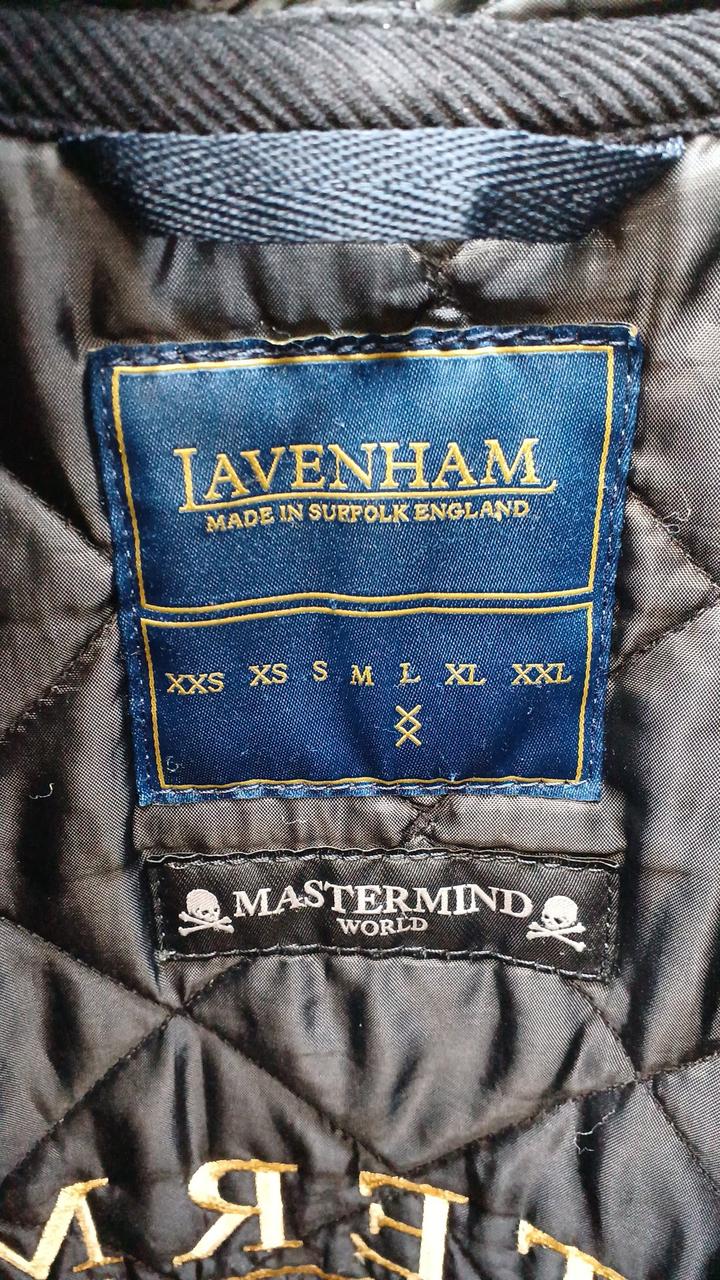 LAVENHAM
MADE IN SUFFOLK ENGLAND
XXS XS S M L XL XXL
MASTERMIND
WORLD